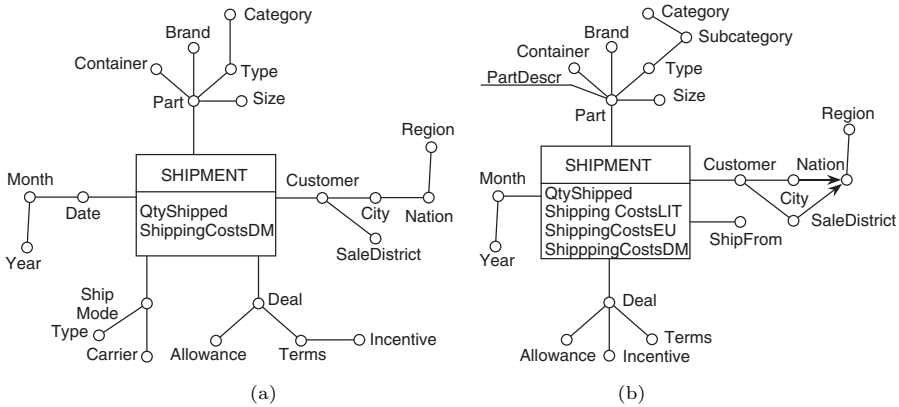 Category
Brand
Container
Type
Part
Size
Region
SHIPMENT
Customer
Month
Date
QtyShipped
ShippingCostsDM
City
Nation
SaleDistrict
Year
Ship
Mode
Type
Deal
Carrier
Allowance
Terms
Incentive
(a)
Category
Brand
Subcategory
Container
Type
PartDescr
Size
Part
Region
SHIPMENT
Customer
Nation
Month
QtyShipped
Shipping CostsLIT
ShippingCostsEU
ShipppingCostsDM
City
SaleDistrict
ShipFrom
Year
Deal
Terms
Allowance
Incentive
(b)